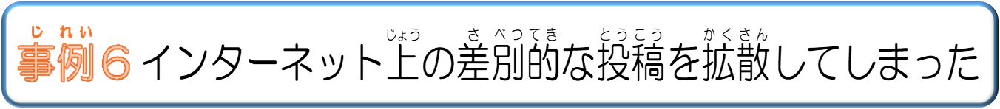 じ れい じょう さ べつ てき とう こう かく さん
事例６ インターネット上の差別的な投稿を拡散してしまった